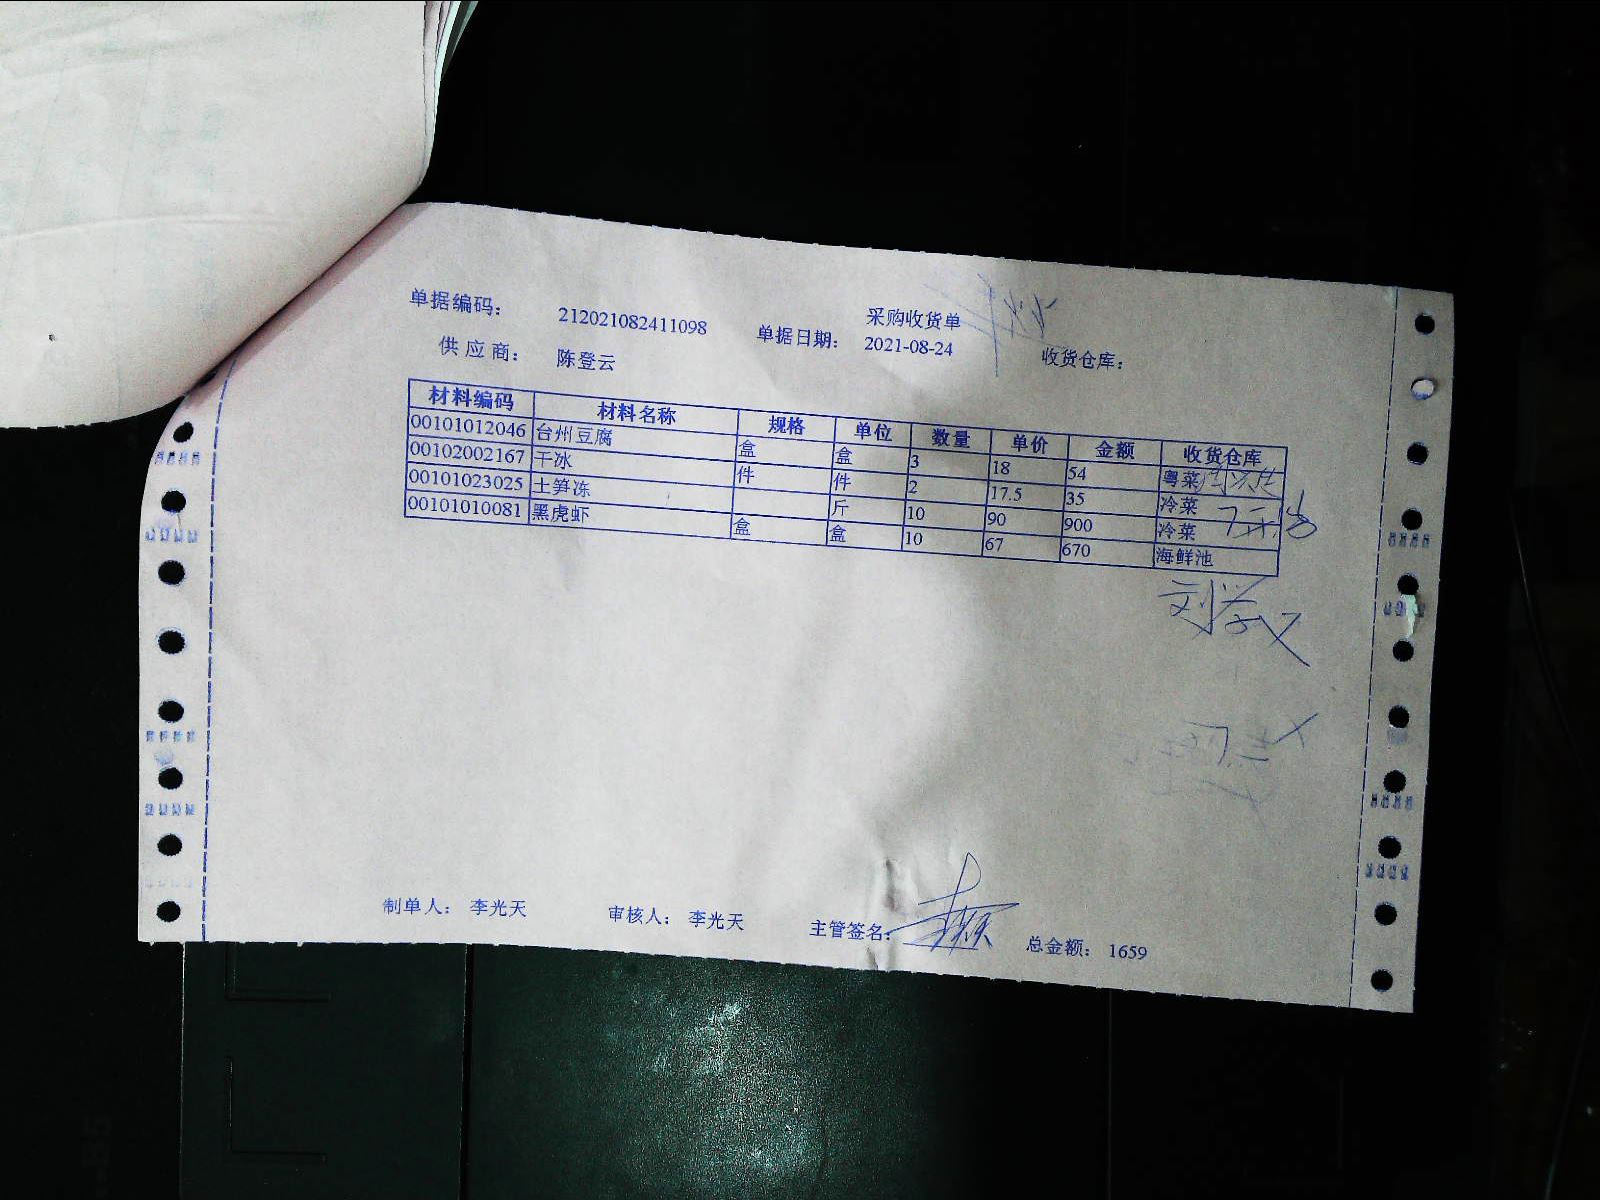 采购收货单
单据编码： 212021082411098 单据日期： 2021-08-24 收货仓库：
供应商： 陈登云
材料编码 材料名称 规格 单位 数量 单价 金额 收货仓库
00101012046 台州豆腐 盒 盒 3 18 54 粤菜
00102002167 干冰 件 件 2 17.5 35 冷菜
00101023025 土笋冻 斤 10 90 900 冷菜
00101010081 黑虎虾 盒 盒 10 67 670 海鲜池
制单人： 李光天 审核人： 李光天 主管签名： 总金额： 1659